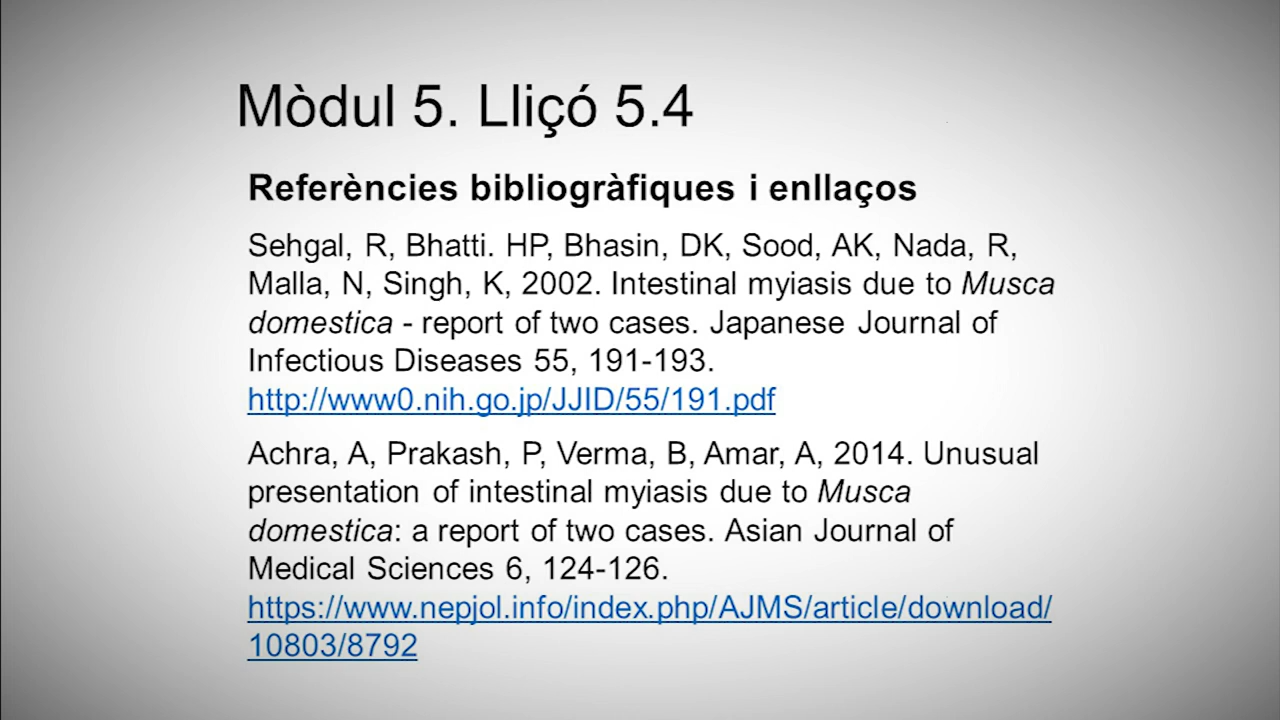 Mòdul 5. Lliçó 5.4
Referències bibliogràfiques i enllaços
Sehgal, R, Bhatti. HP, Bhasin, DK, Sood, AK, Nada, R,
Malla, N, Singh, K, 2002. Intestinal myiasis due to Musca
domestica - report of two cases. Japanese Journal of
Infectious Diseases 55, 191-193.
http://www0.nih.go.jp/JJID/55/191.pdf
Achra, A, Prakash, P, Verma, B, Amar, A, 2014. Unusual
presentation of intestinal myiasis due to Musca
domestica: a report of two cases. Asian Journal of
Medical Sciences 6, 124-126.
https://www.nepjol.info/index.php/AJMS/article/download/
10803/8792